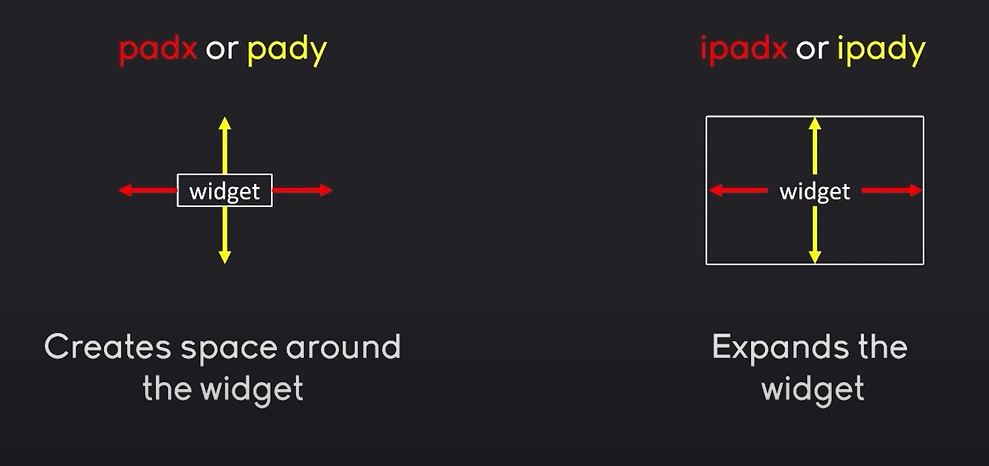 padx or pady
ipadx or ipady
widget
widget
Creates space around
the widget
Expands the
widget